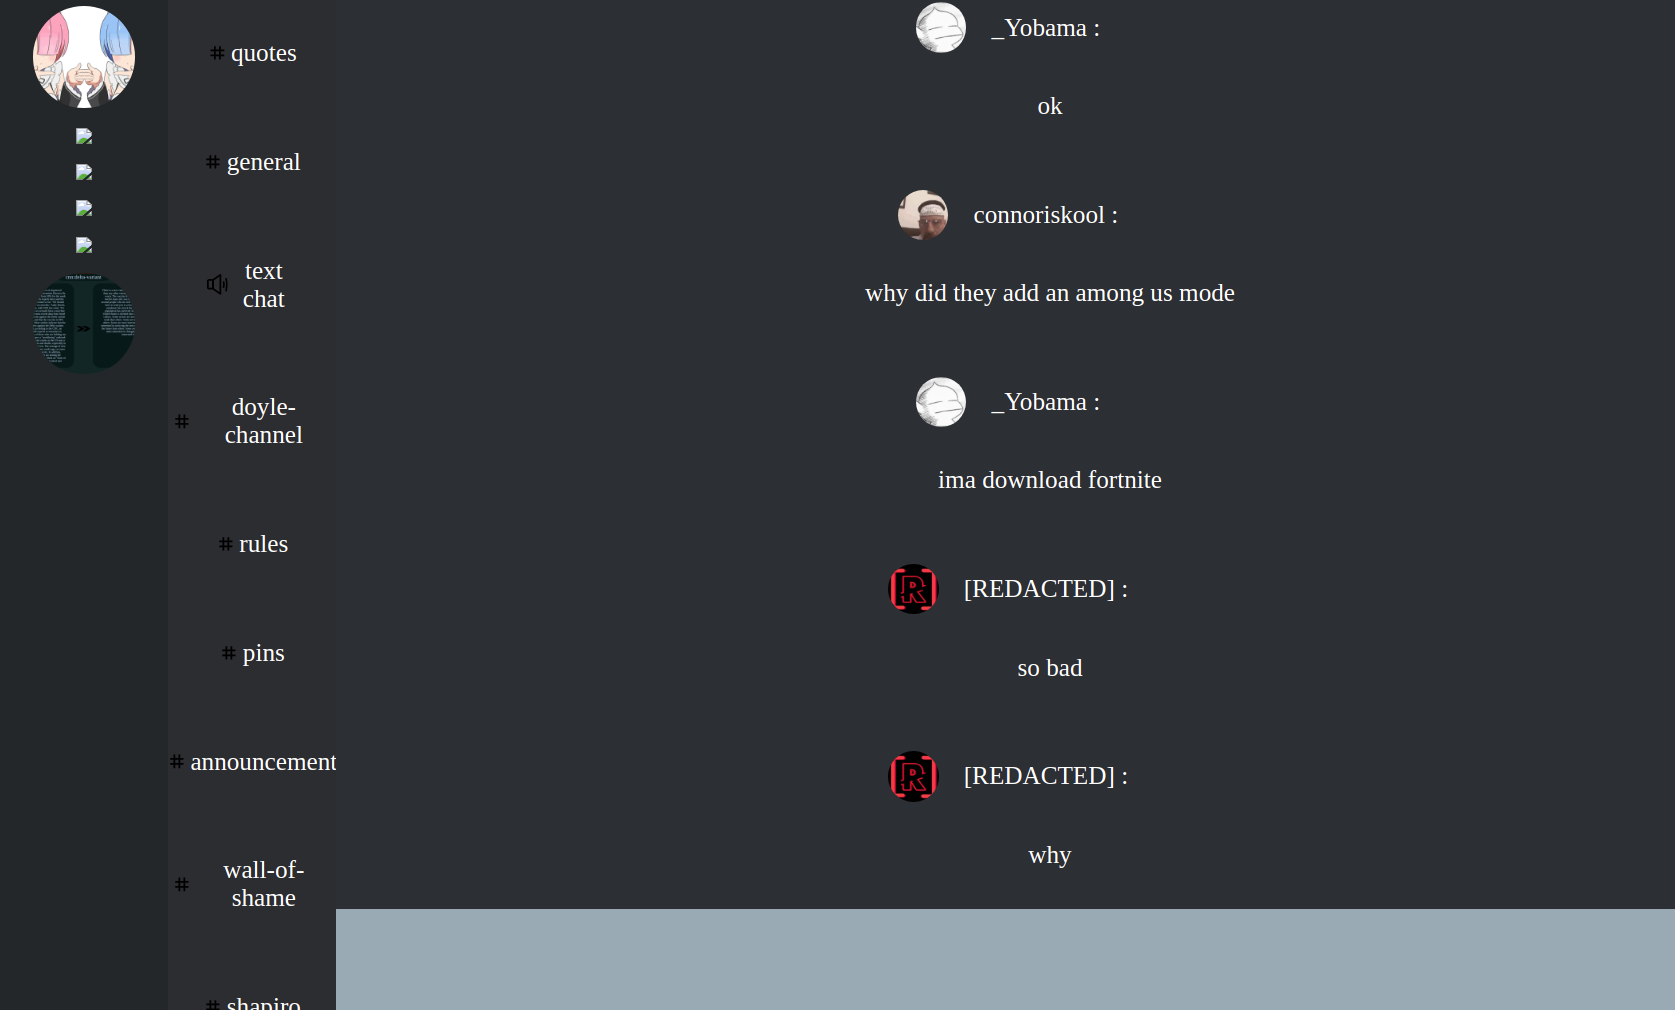 quotes
general
text
chat
doyle-
channel
rules
pins
announcement
wall-of-
shame
shapiro
_Yobama :
ok
connoriskool :
why did they add an among us mode
_Yobama :
ima download fortnite
[REDACTED] :
so bad
[REDACTED] :
why